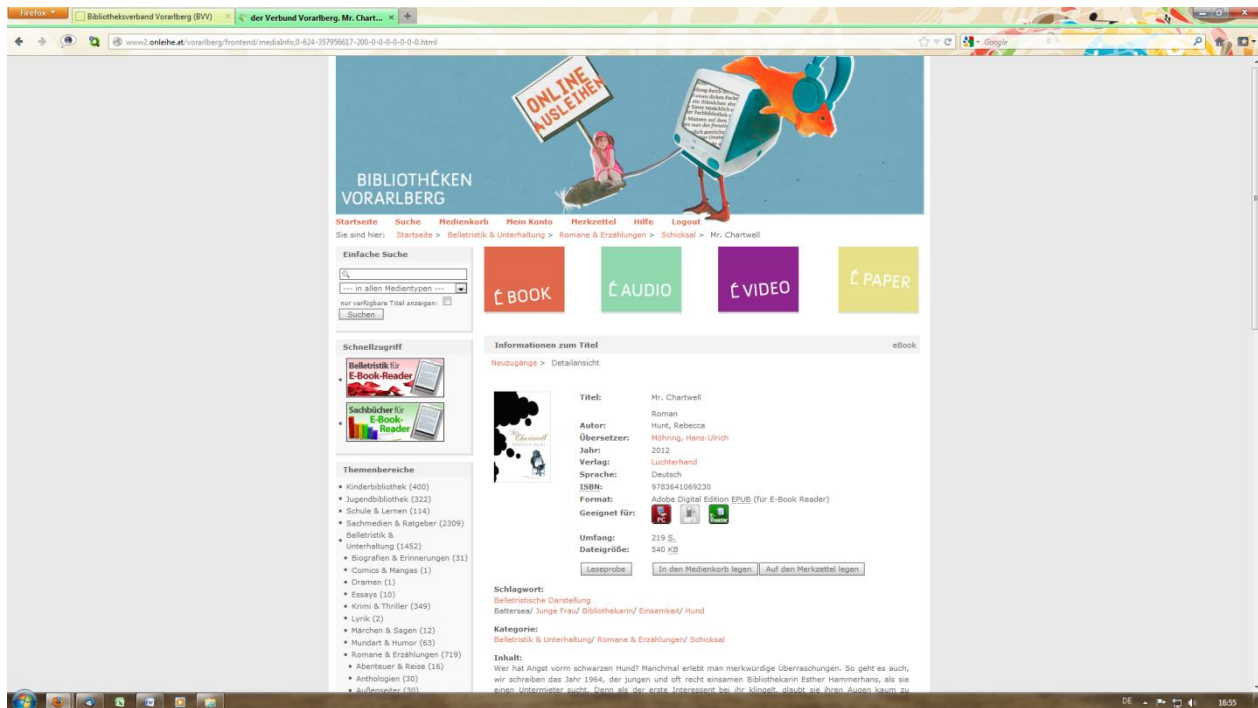 Firefox
Bibliotheksverband Vorarlberg (BVV)
der Verbund Vorarlberg. Mr. Chart...
www2.onleihe.at/vorarlberg/frontend/mediaInfo,0-624-357956617-200-0-0-0-0-0-0-0.html
Google
ONLINE
AUSLEIHEN
BIBLIOTHÉKEN
VORARLBERG
Startseite Suche Medienkorb Mein Konto Merkzettel Hilfe Logout
Sie sind hier: Startseite > Belletristik & Unterhaltung > Romane & Erzählungen > Schicksal > Mr. Chartwell
Einfache Suche
--- in allen Medientypen ---
nur verfügbare Titel anzeigen:
Suchen
É BOOK
É AUDIO
É VIDEO
É PAPER
Schnellzugriff
Belletristik für
E-Book-Reader
Sachbücher für
E-Book-
Reader
Themenbereiche
Kinderbibliothek (400)
Jugendbibliothek (322)
Schule & Lernen (114)
Sachmedien & Ratgeber (2309)
Belletristik &
Unterhaltung (1452)
Biografien & Erinnerungen (31)
Comics & Mangas (1)
Dramen (1)
Essays (10)
Krimi & Thriller (349)
Lyrik (2)
Märchen & Sagen (12)
Mundart & Humor (63)
Romane & Erzählungen (719)
Abenteuer & Reise (16)
Anthologien (30)
Außenseiter (30)
Informationen zum Titel eBook
Neuzugänge > Detailansicht
Titel: Mr. Chartwell
Roman
Autor: Hunt, Rebecca
Übersetzer: Möhring, Hans-Ulrich
Jahr: 2012
Verlag: Luchterhand
Sprache: Deutsch
ISBN: 9783641069230
Format: Adobe Digital Edition EPUB (für E-Book Reader)
Geeignet für: PC Reader
Umfang: 219 S.
Dateigröße: 540 KB
Leseprobe In den Medienkorb legen Auf den Merkzettel legen
Schlagwort:
Belletristische Darstellung
Battersea/ Junge Frau/ Bibliothekarin/ Einsamkeit/ Hund
Kategorie:
Belletristik & Unterhaltung/ Romane & Erzählungen/ Schicksal
Inhalt:
Wer hat Angst vorm schwarzen Hund? Manchmal erlebt man merkwürdige Überraschungen. So geht es auch,
wir schreiben das Jahr 1964, der jungen und oft recht einsamen Bibliothekarin Esther Hammerhans, als sie
einen Untermieter sucht. Denn als der erste Interessent bei ihr klingelt, glaubt sie ihren Augen kaum zu
DE 16:55